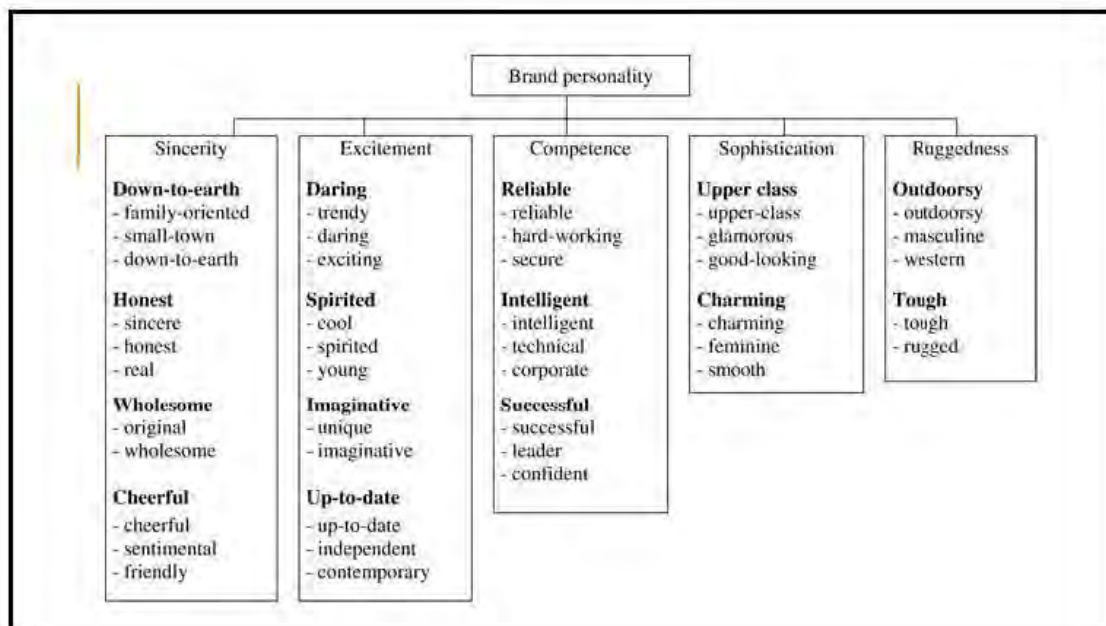 Brand personality
Sincerity
Down-to-earth
- family-oriented
- small-town
- down-to-earth
Honest
- sincere
- honest
- real
Wholesome
- original
- wholesome
Cheerful
- cheerful
- sentimental
- friendly
Excitement
Daring
- trendy
- daring
- exciting
Spirited
- cool
- spirited
- young
Imaginative
- unique
- imaginative
Up-to-date
- up-to-date
- independent
- contemporary
Competence
Reliable
- reliable
- hard-working
- secure
Intelligent
- intelligent
- technical
- corporate
Successful
- successful
- leader
- confident
Sophistication
Upper class
- upper-class
- glamorous
- good-looking
Charming
- charming
- feminine
- smooth
Ruggedness
Outdoorsy
- outdoorsy
- masculine
- western
Tough
- tough
- rugged